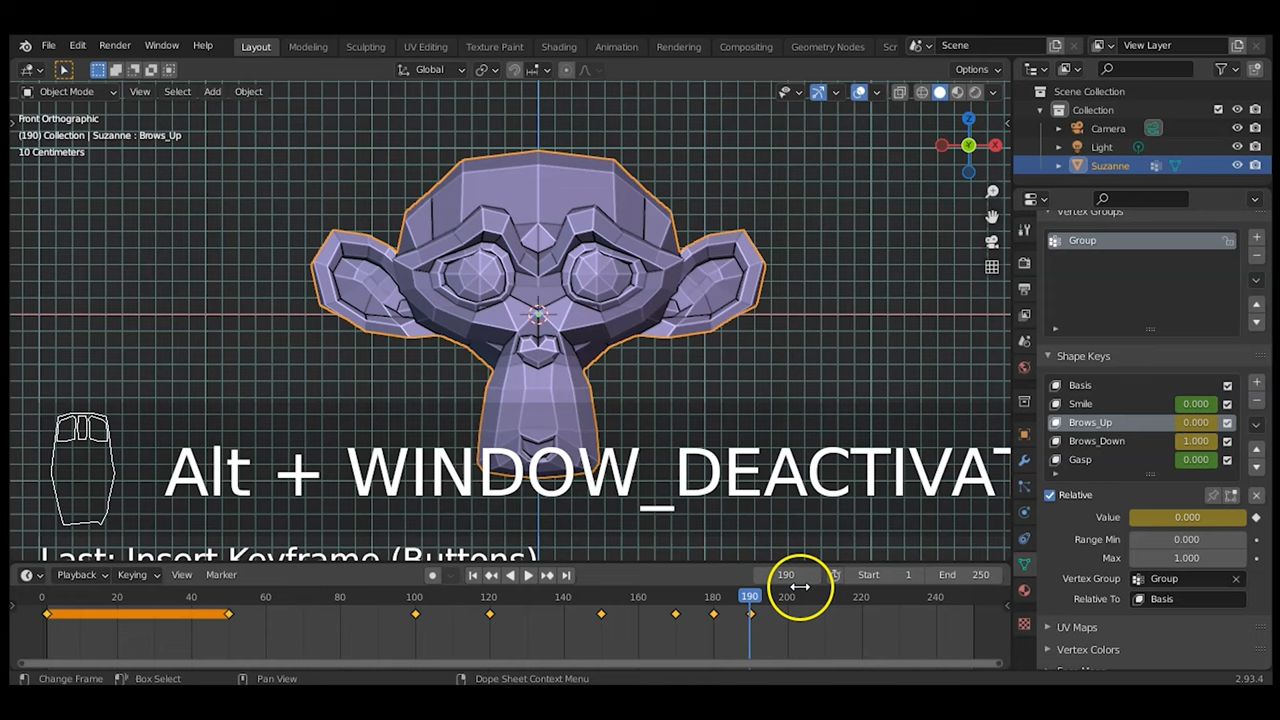 File Edit Render Window Help Layout Modeling Sculpting UV Editing Texture Paint Shading Animation Rendering Compositing Geometry Nodes Scr Scene View Layer
Global Options
Object Mode View Select Add Object
Front Orthographic
(190) Collection | Suzanne : Brows_Up
10 Centimeters
Z
Y
X
Scene Collection
Collection
Camera
Light
Suzanne
Vertex Groups
Group
Shape Keys
Basis
Smile 0.000
Brows_Up 0.000
Brows_Down 1.000
Gasp 0.000
Relative
Value 0.000
Range Min 0.000
Max 1.000
Vertex Group Group
Relative To Basis
UV Maps
Vertex Colors
Alt + WINDOW_DEACTIVAT
Last: Insert Keyframe (Buttons)
Playback Keying View Marker 190 Start 1 End 250
0 20 40 60 80 100 120 140 160 180 190 200 220 240
Change Frame Box Select Pan View Dope Sheet Context Menu 2.93.4